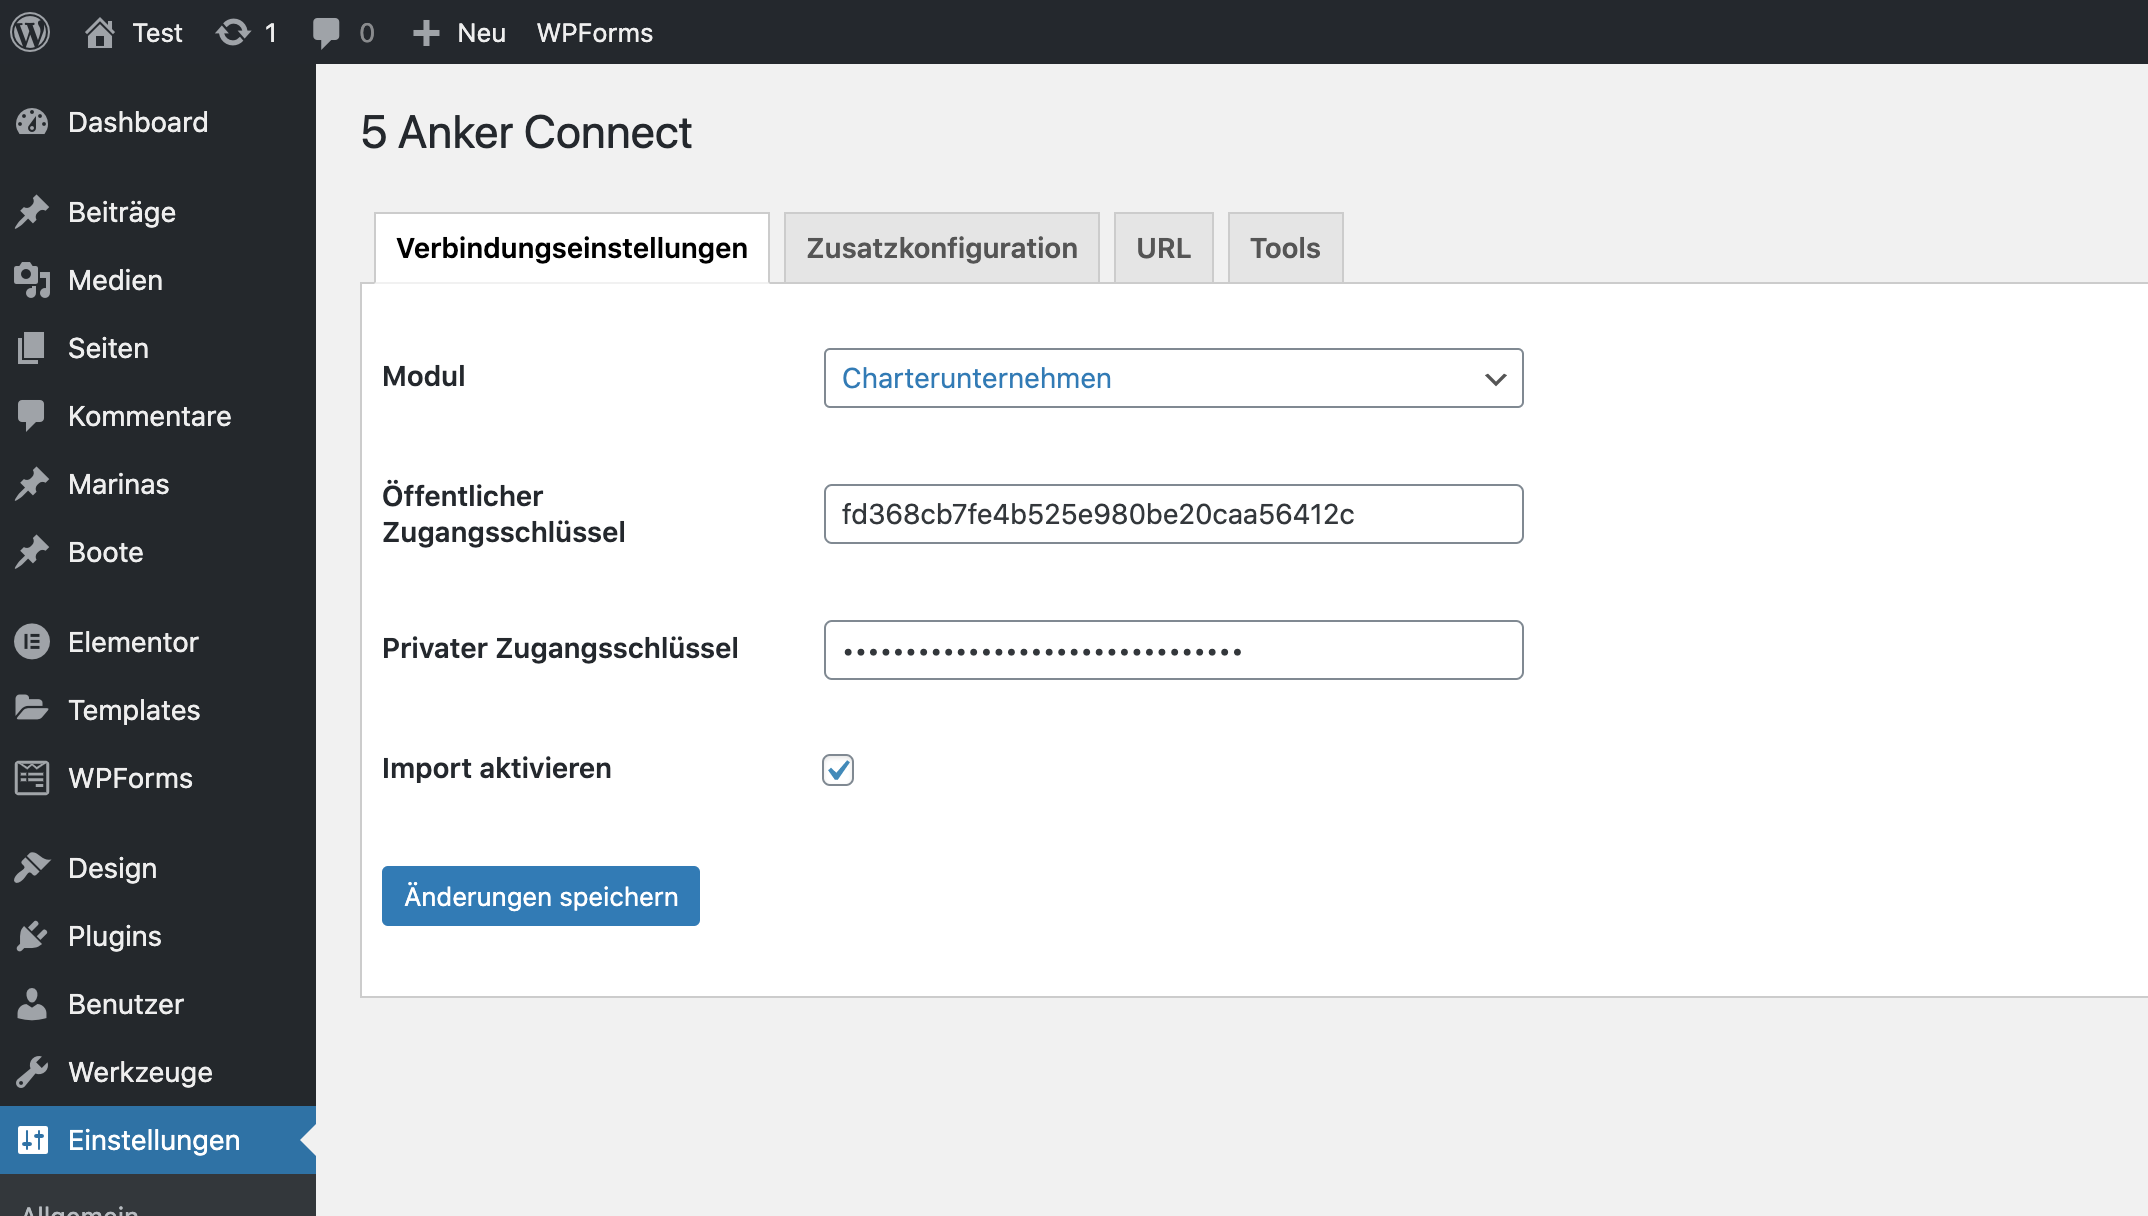 Test 1 0 Neu WPForms
Dashboard
Beiträge
Medien
Seiten
Kommentare
Marinas
Boote
Elementor
Templates
WPForms
Design
Plugins
Benutzer
Werkzeuge
Einstellungen
Allgemein
5 Anker Connect
Verbindungseinstellungen Zusatzkonfiguration URL Tools
Modul Charterunternehmen
Öffentlicher
Zugangsschlüssel
fd368cb7fe4b525e980be20caa56412c
Privater Zugangsschlüssel ••••••••••••••••••••••••••••••••
Import aktivieren
Änderungen speichern